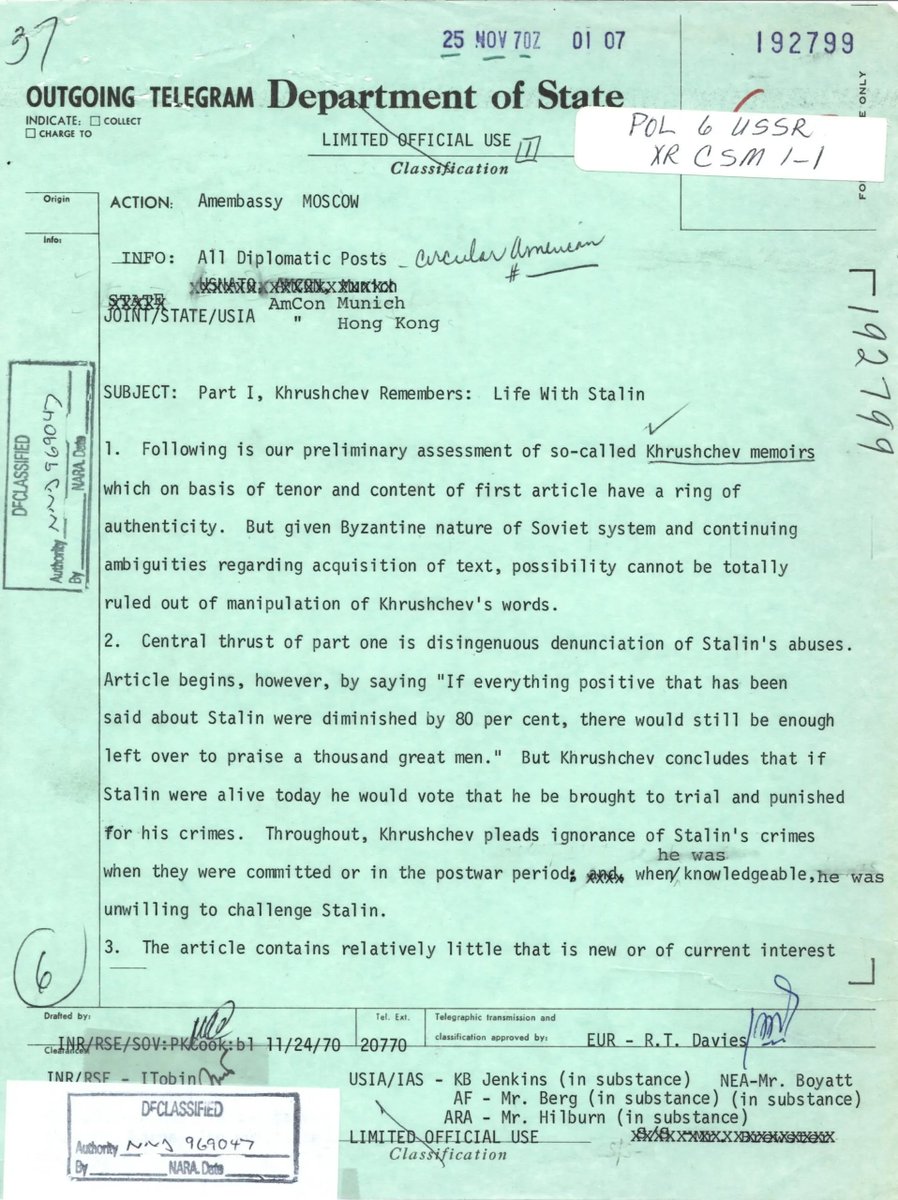 37
25 NOV 70Z 01 07
192799
OUTGOING TELEGRAM Department of State
INDICATE: ☐ COLLECT
☐ CHARGE TO
LIMITED OFFICIAL USE 1
Classification
POL 6 USSR
XR CSM 1-1
E ONLY
FO
Origin
ACTION: Amembassy MOSCOW
Info:
INFO: All Diplomatic Posts - circular American
#
USNATO, AMCON, Munich
STATE AmCon Munich
JOINT/STATE/USIA " Hong Kong
192799
SUBJECT: Part I, Khrushchev Remembers: Life With Stalin
DECLASSIFIED
Authority NND 969047
By NARA, Date
1. Following is our preliminary assessment of so-called Khrushchev memoirs
which on basis of tenor and content of first article have a ring of
authenticity. But given Byzantine nature of Soviet system and continuing
ambiguities regarding acquisition of text, possibility cannot be totally
ruled out of manipulation of Khrushchev's words.
2. Central thrust of part one is disingenuous denunciation of Stalin's abuses.
Article begins, however, by saying "If everything positive that has been
said about Stalin were diminished by 80 per cent, there would still be enough
left over to praise a thousand great men." But Khrushchev concludes that if
Stalin were alive today he would vote that he be brought to trial and punished
for his crimes. Throughout, Khrushchev pleads ignorance of Stalin's crimes
he was
when they were committed or in the postwar period; and when/knowledgeable, he was
unwilling to challenge Stalin.
3. The article contains relatively little that is new or of current interest
6
Drafted by:
INR/RSE/SOV:PKCook:bl 11/24/70
Tel. Ext.
20770
Telegraphic transmission and
classification approved by:
EUR - R.T. Davies
Clearances:
INR/RSE - ITobin
USIA/IAS - KB Jenkins (in substance) NEA-Mr. Boyatt
AF - Mr. Berg (in substance) (in substance)
ARA - Mr. Hilburn (in substance)
LIMITED OFFICIAL USE
Classification
DECLASSIFIED
Authority NND 969047
By NARA, Date